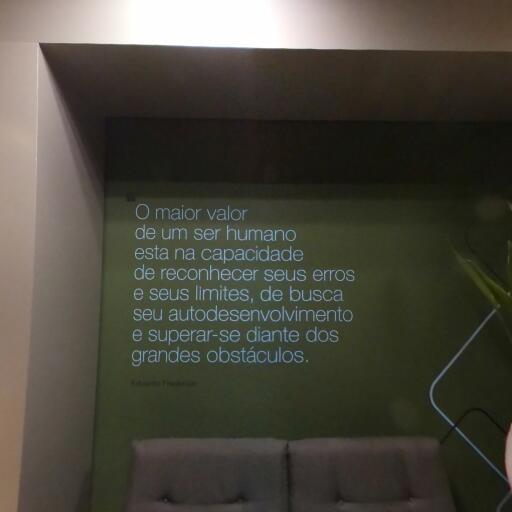 O maior valor
de um ser humano
esta na capacidade
de reconhecer seus erros
e seus limites, de busca
seu autodesenvolvimento
e superar-se diante dos
grandes obstáculos.
Eduardo